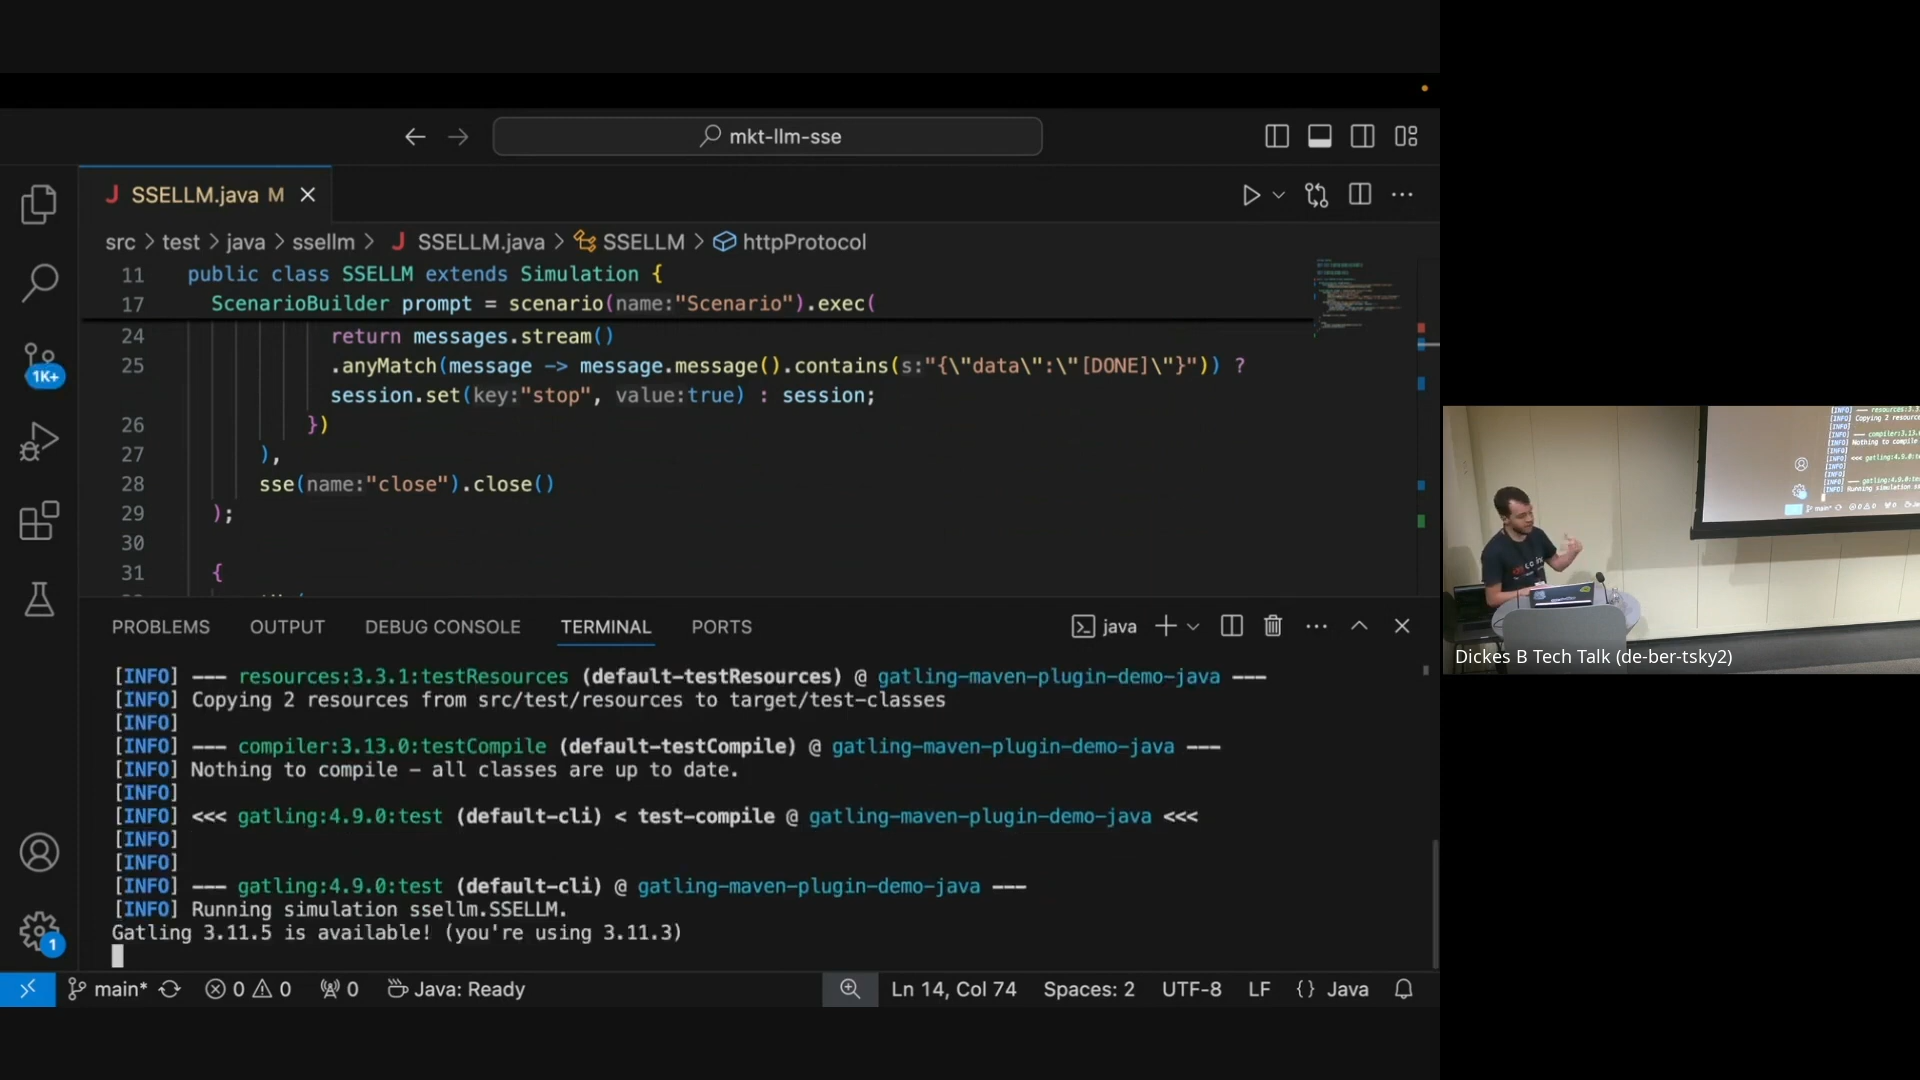 mkt-llm-sse
SSELLM.java M
src > test > java > ssellm > J SSELLM.java > SSELLM > httpProtocol
11 public class SSELLM extends Simulation {
17 ScenarioBuilder prompt = scenario(name:"Scenario").exec(
24 return messages.stream()
25 .anyMatch(message -> message.message().contains(s:"{\"data\":\"[DONE]\"}")) ?
session.set(key:"stop", value:true) : session;
26 })
27 ),
28 sse(name:"close").close()
29 );
30
31 {
1K+
1
PROBLEMS OUTPUT DEBUG CONSOLE TERMINAL PORTS java
[INFO] --- resources:3.3.1:testResources (default-testResources) @ gatling-maven-plugin-demo-java ---
[INFO] Copying 2 resources from src/test/resources to target/test-classes
[INFO]
[INFO] --- compiler:3.13.0:testCompile (default-testCompile) @ gatling-maven-plugin-demo-java ---
[INFO] Nothing to compile - all classes are up to date.
[INFO]
[INFO] <<< gatling:4.9.0:test (default-cli) < test-compile @ gatling-maven-plugin-demo-java <<<
[INFO]
[INFO]
[INFO] --- gatling:4.9.0:test (default-cli) @ gatling-maven-plugin-demo-java ---
[INFO] Running simulation ssellm.SSELLM.
Gatling 3.11.5 is available! (you're using 3.11.3)
main* 0 0 0 Java: Ready Ln 14, Col 74 Spaces: 2 UTF-8 LF {} Java
Dickes B Tech Talk (de-ber-tsky2)